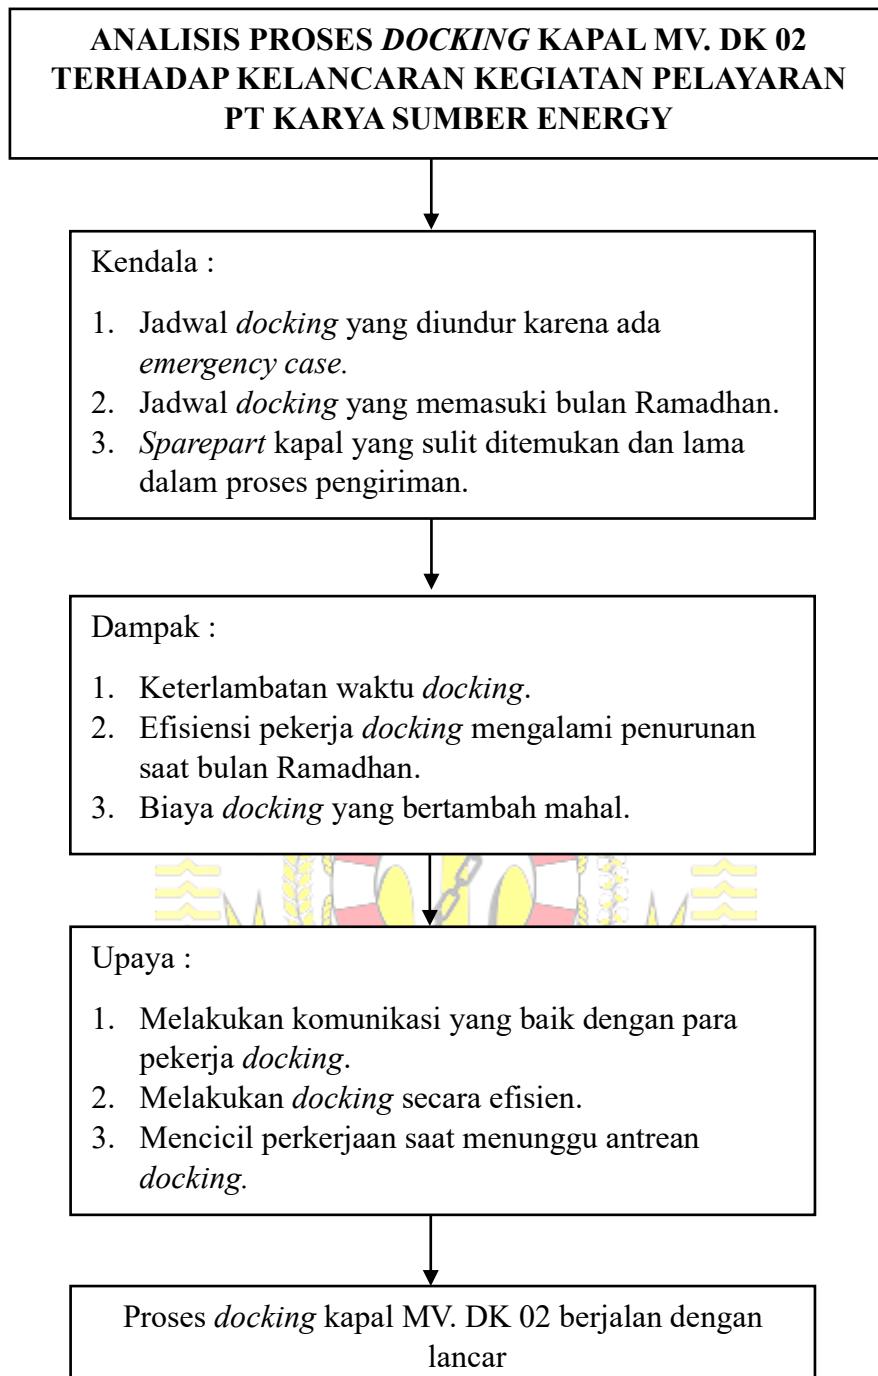 ANALISIS PROSES DOCKING KAPAL MV. DK 02
TERHADAP KELANCARAN KEGIATAN PELAYARAN
PT KARYA SUMBER ENERGY
Kendala :
1. Jadwal docking yang diundur karena ada
emergency case.
2. Jadwal docking yang memasuki bulan Ramadhan.
3. Sparepart kapal yang sulit ditemukan dan lama
dalam proses pengiriman.
Dampak :
1. Keterlambatan waktu docking.
2. Efisiensi pekerja docking mengalami penurunan
saat bulan Ramadhan.
3. Biaya docking yang bertambah mahal.
Upaya :
1. Melakukan komunikasi yang baik dengan para
pekerja docking.
2. Melakukan docking secara efisien.
3. Mencicil perkerjaan saat menunggu antrean
docking.
Proses docking kapal MV. DK 02 berjalan dengan
lancar